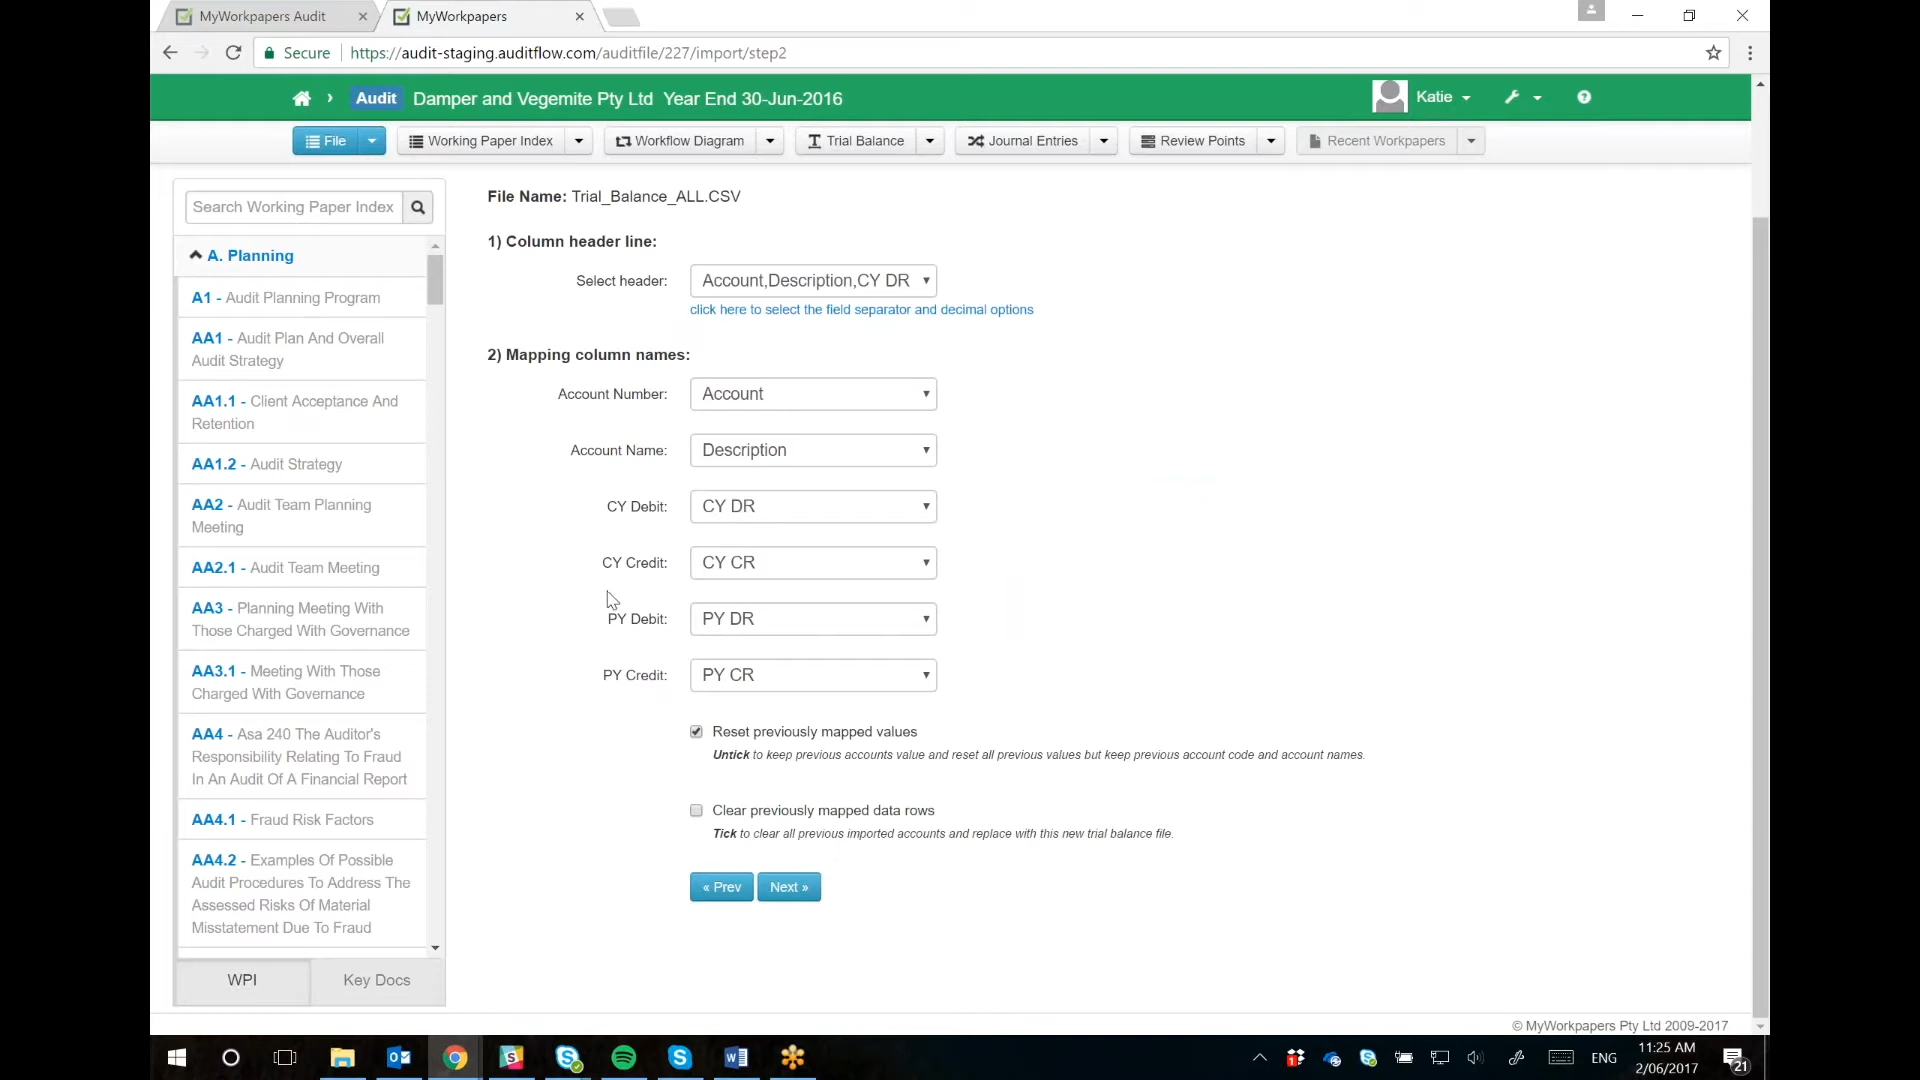 MyWorkpapers Audit
MyWorkpapers
Secure
https://audit-staging.auditflow.com/auditfile/227/import/step2
Audit Damper and Vegemite Pty Ltd Year End 30-Jun-2016
Katie
File
Working Paper Index
Workflow Diagram
Trial Balance
Journal Entries
Review Points
Recent Workpapers
Search Working Paper Index
A. Planning
A1 - Audit Planning Program
AA1 - Audit Plan And Overall
Audit Strategy
AA1.1 - Client Acceptance And
Retention
AA1.2 - Audit Strategy
AA2 - Audit Team Planning
Meeting
AA2.1 - Audit Team Meeting
AA3 - Planning Meeting With
Those Charged With Governance
AA3.1 - Meeting With Those
Charged With Governance
AA4 - Asa 240 The Auditor's
Responsibility Relating To Fraud
In An Audit Of A Financial Report
AA4.1 - Fraud Risk Factors
AA4.2 - Examples Of Possible
Audit Procedures To Address The
Assessed Risks Of Material
Misstatement Due To Fraud
WPI
Key Docs
File Name: Trial_Balance_ALL.CSV
1) Column header line:
Select header: Account,Description,CY DR
click here to select the field separator and decimal options
2) Mapping column names:
Account Number: Account
Account Name: Description
CY Debit: CY DR
CY Credit: CY CR
PY Debit: PY DR
PY Credit: PY CR
Reset previously mapped values
Untick to keep previous accounts value and reset all previous values but keep previous account code and account names.
Clear previously mapped data rows
Tick to clear all previous imported accounts and replace with this new trial balance file.
« Prev
Next »
© MyWorkpapers Pty Ltd 2009-2017
ENG
11:25 AM
2/06/2017
21